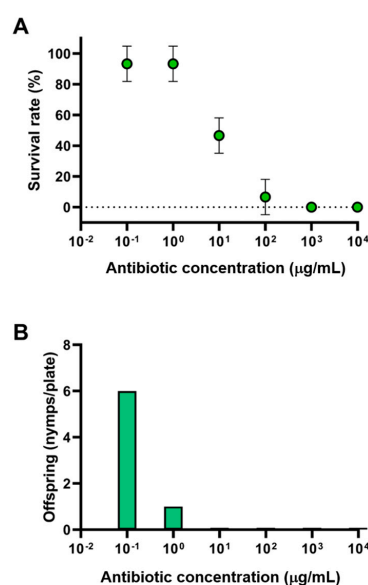 A
Survival rate (%)
100
80
60
40
20
0
10⁻² 10⁻¹ 10⁰ 10¹ 10² 10³ 10⁴
Antibiotic concentration (μg/mL)
B
Offspring (nymps/plate)
8
6
4
2
0
10⁻² 10⁻¹ 10⁰ 10¹ 10² 10³ 10⁴
Antibiotic concentration (μg/mL)